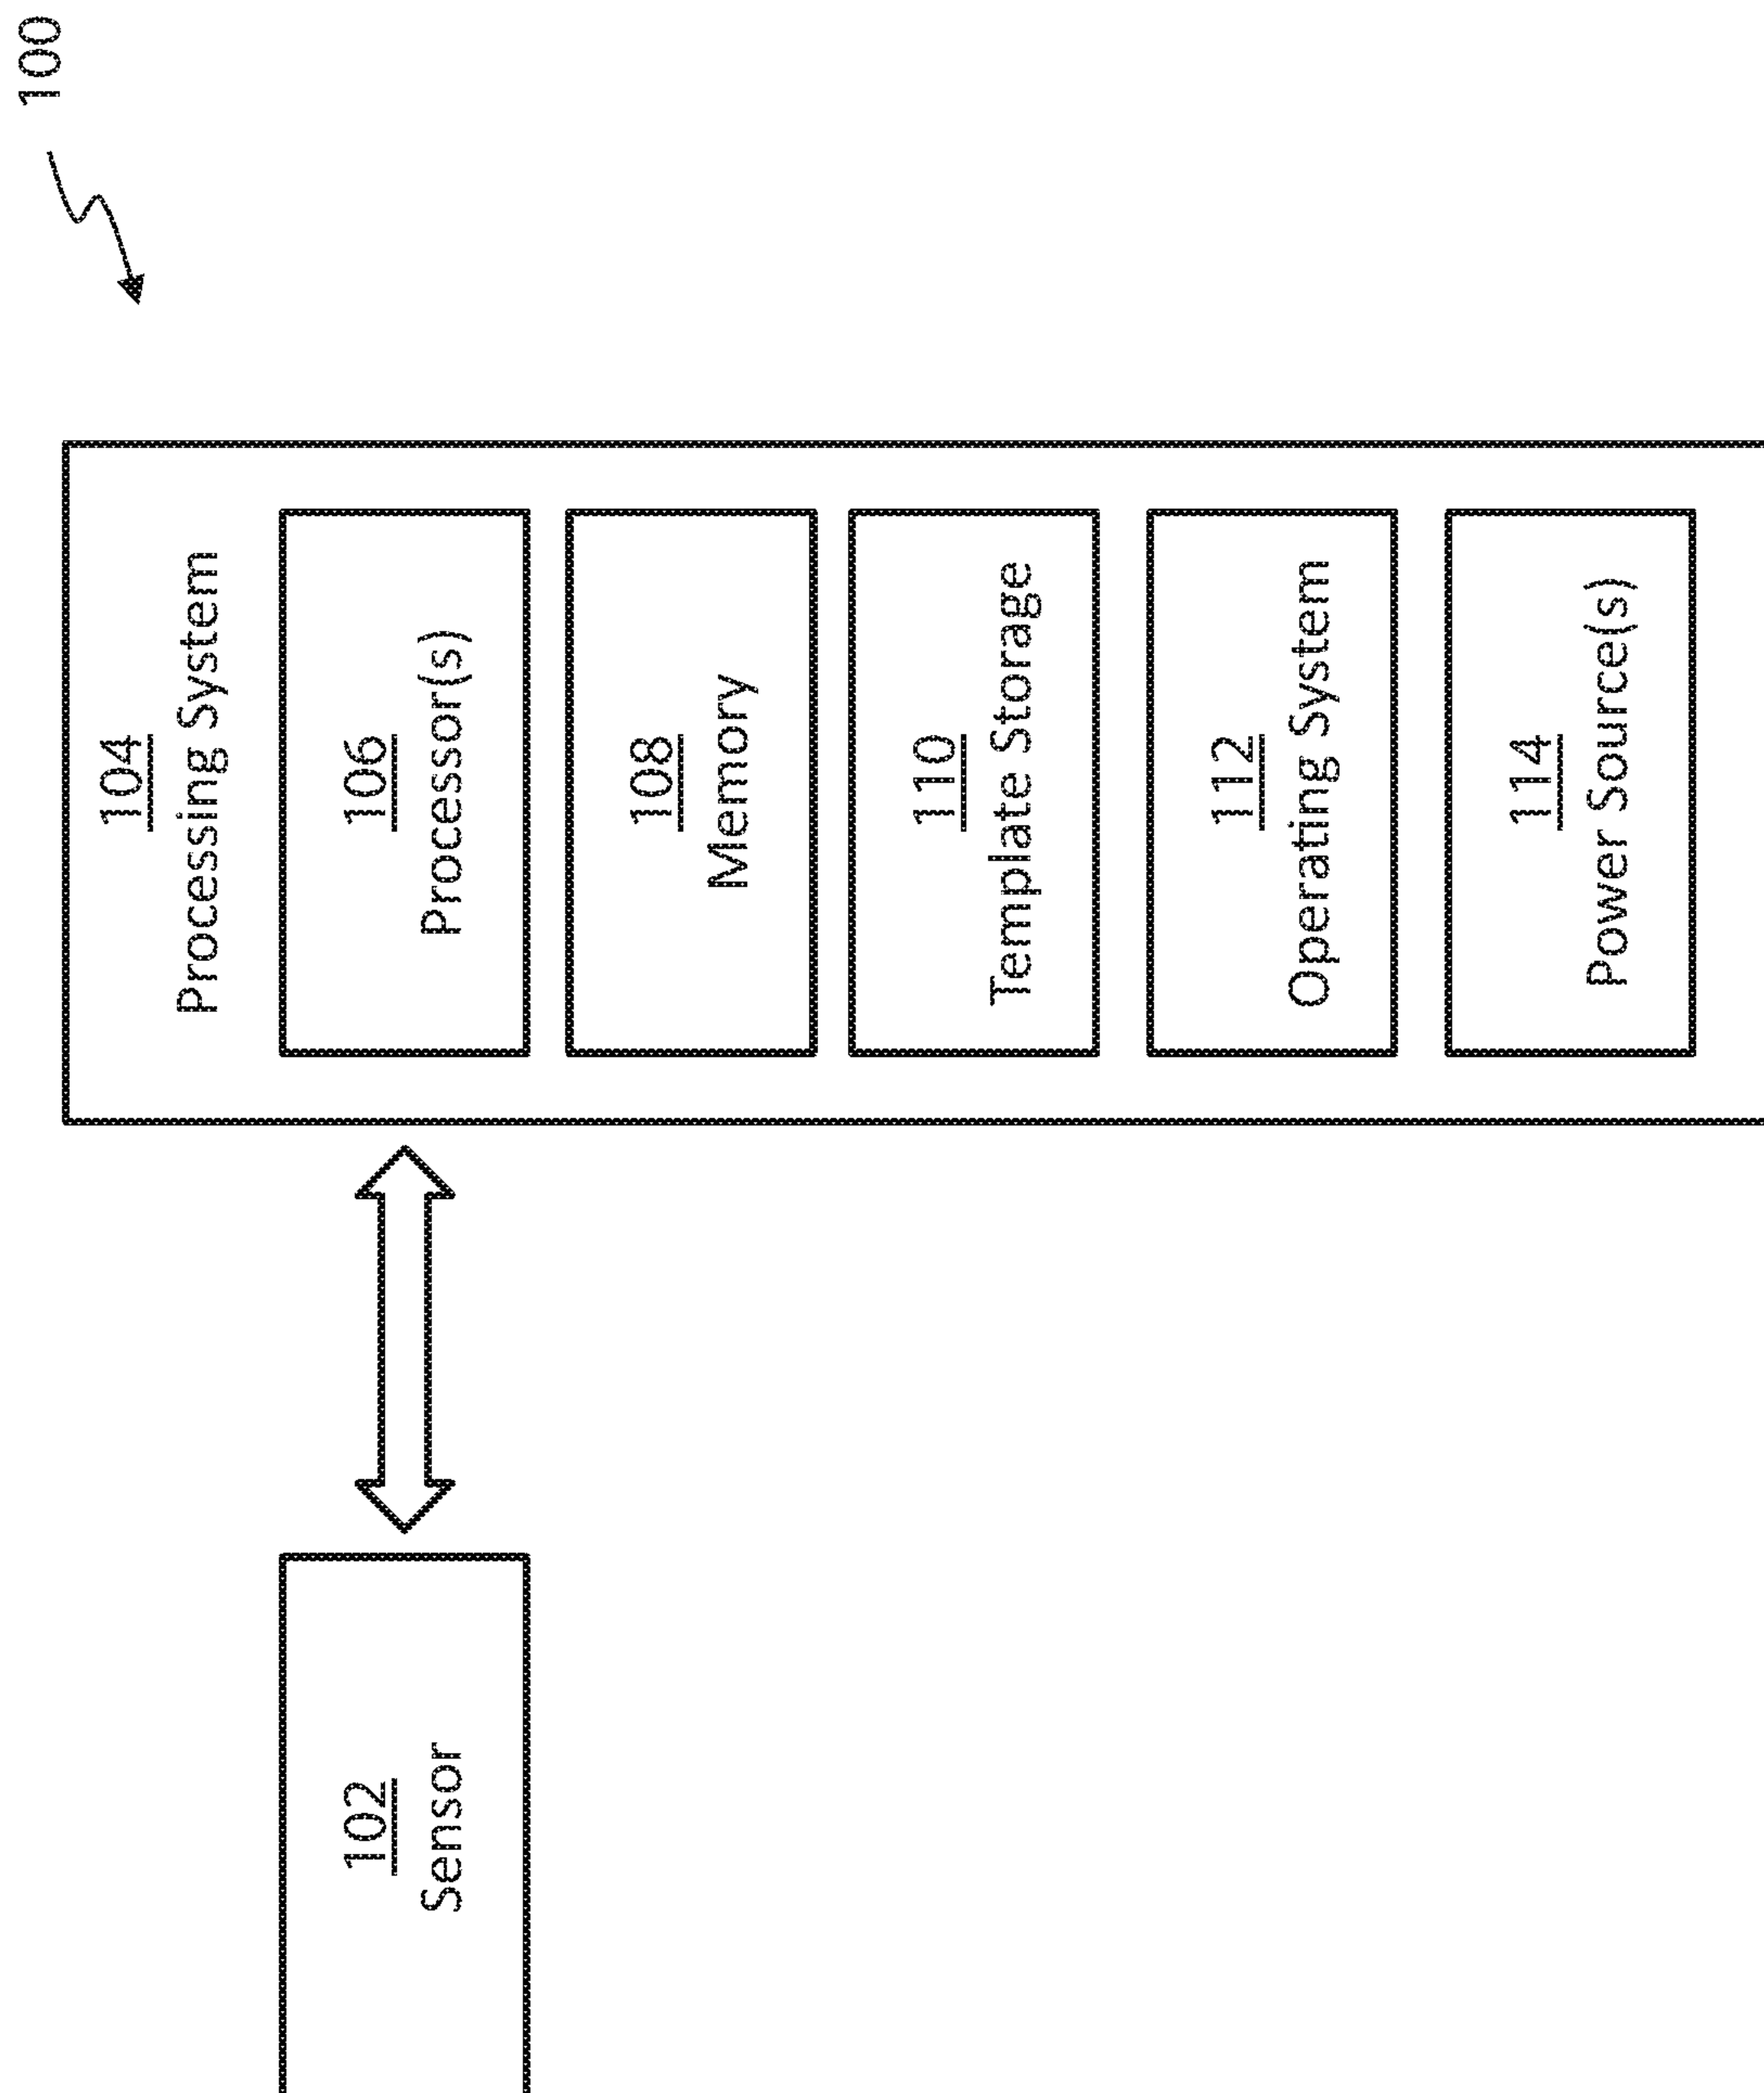 100
102
Sensor
104
Processing System
106
Processor(s)
108
Memory
110
Template Storage
112
Operating System
114
Power Source(s)